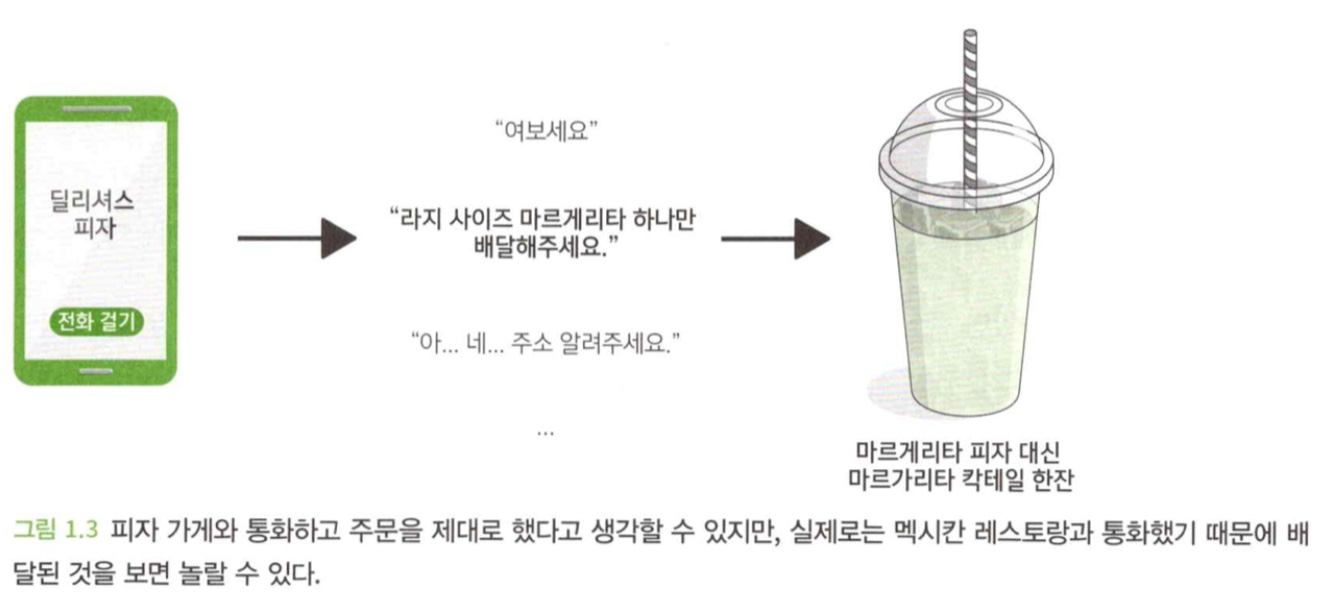 딜리셔스
피자
전화 걸기
“여보세요”
“라지 사이즈 마르게리타 하나만
배달해주세요.”
“아... 네... 주소 알려주세요.”
...
마르게리타 피자 대신
마르가리타 칵테일 한잔
그림 1.3 피자 가게와 통화하고 주문을 제대로 했다고 생각할 수 있지만, 실제로는 멕시칸 레스토랑과 통화했기 때문에 배
달된 것을 보면 놀랄 수 있다.